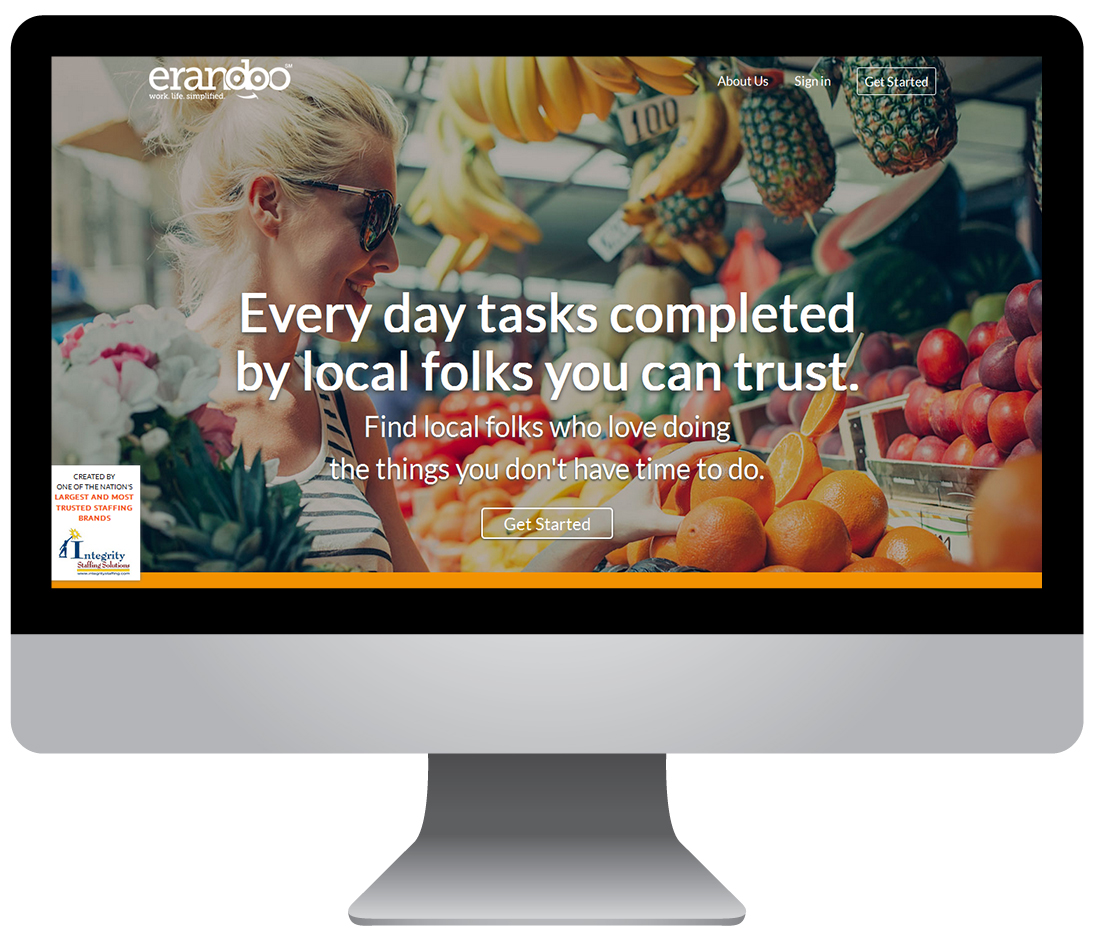 erandoo SM
work. life. simplified.
About Us
Sign in
Get Started
100
Every day tasks completed
by local folks you can trust.
Find local folks who love doing
the things you don't have time to do.
Get Started
CREATED BY
ONE OF THE NATION'S
LARGEST AND MOST
TRUSTED STAFFING
BRANDS
Integrity
Staffing Solutions
www.integritystaffing.com